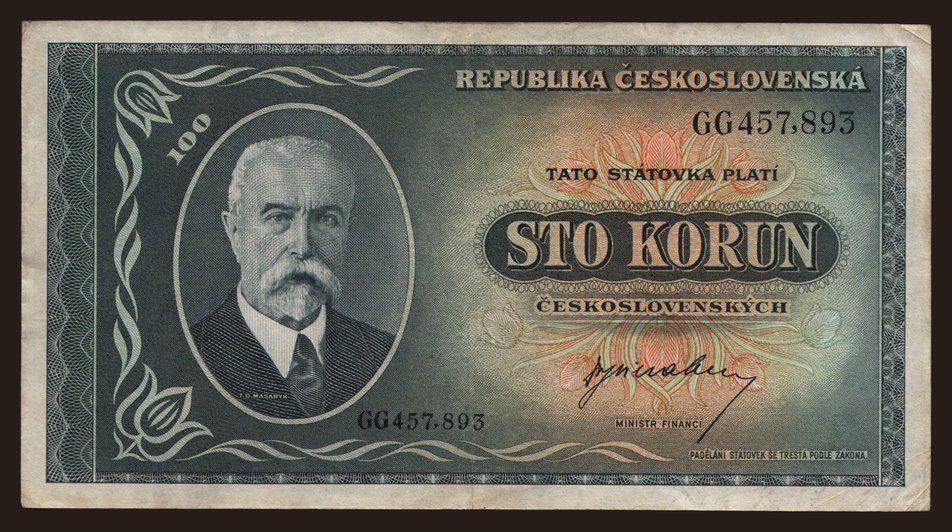 REPUBLIKA ČESKOSLOVENSKÁ
100
GG457,893
TATO STÁTOVKA PLATÍ
STO KORUN
ČESKOSLOVENSKÝCH
T. G. MASARYK.
GG457,893
MINISTR FINANCÍ
PADĚLÁNÍ STÁTOVEK SE TRESTÁ PODLE ZÁKONA.